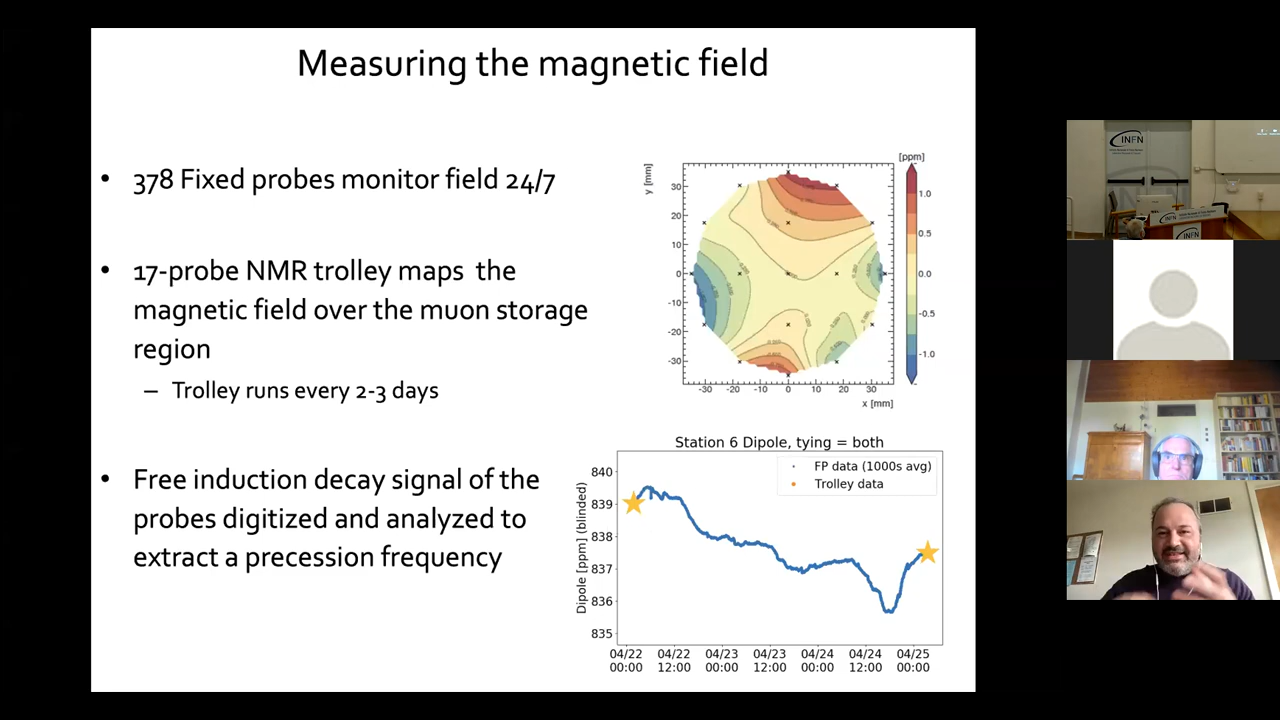 Measuring the magnetic field
• 378 Fixed probes monitor field 24/7
• 17-probe NMR trolley maps the
magnetic field over the muon storage
region
– Trolley runs every 2-3 days
• Free induction decay signal of the
probes digitized and analyzed to
extract a precession frequency
[ppm]
y [mm]
30
20
10
0
-10
-20
-30
-30 -20 -10 0 10 20 30
x [mm]
1.0
0.5
0.0
-0.5
-1.0
Station 6 Dipole, tying = both
FP data (1000s avg)
Trolley data
Dipole [ppm] (blinded)
840
839
838
837
836
835
04/22 04/22 04/23 04/23 04/24 04/24 04/25
00:00 12:00 00:00 12:00 00:00 12:00 00:00
INFN
INFN